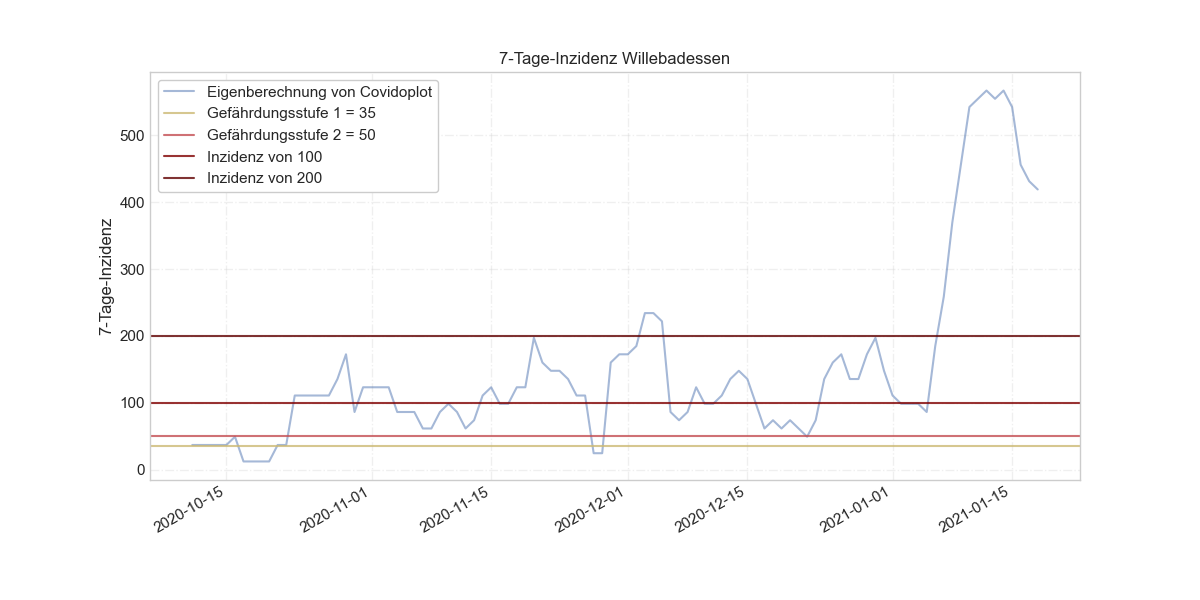 7-Tage-Inzidenz Willebadessen
Eigenberechnung von Covidoplot
Gefährdungsstufe 1 = 35
Gefährdungsstufe 2 = 50
Inzidenz von 100
Inzidenz von 200
7-Tage-Inzidenz
500
400
300
200
100
0
2020-10-15
2020-11-01
2020-11-15
2020-12-01
2020-12-15
2021-01-01
2021-01-15